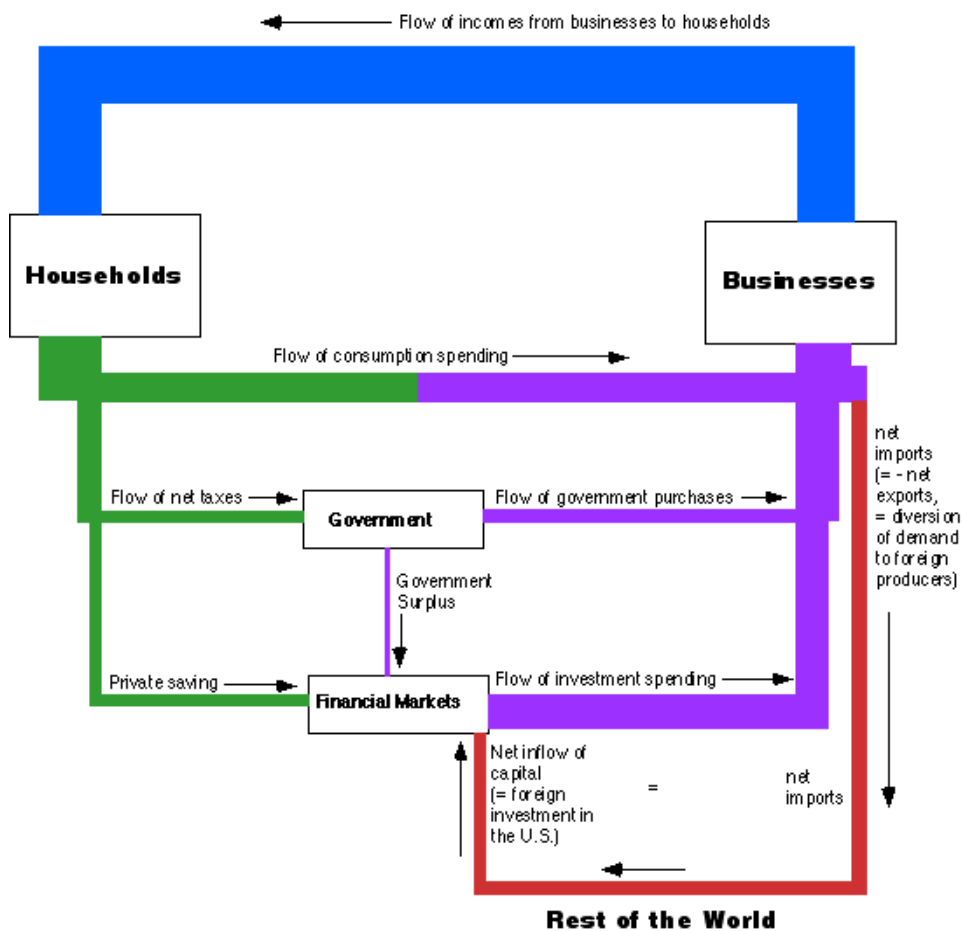 Flow of incomes from businesses to households
Households
Businesses
Flow of consumption spending
net
imports
(= - net
exports,
= diversion
of demand
to foreign
producers)
Flow of net taxes
Flow of government purchases
Government
Government
Surplus
Private saving
Flow of investment spending
Financial Markets
Net inflow of
capital
(= foreign
investment in
the U.S.)
=
net
imports
Rest of the World